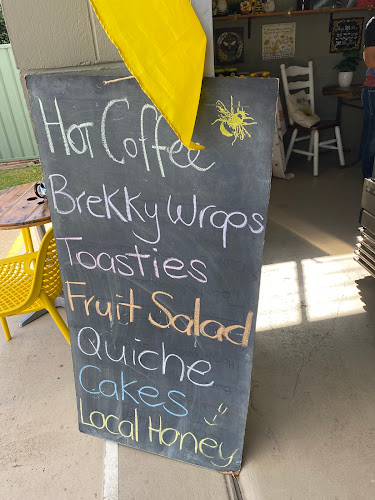 Hot Coffee
Brekky Wraps
Toasties
Fruit Salad
Quiche
Cakes
Local Honey